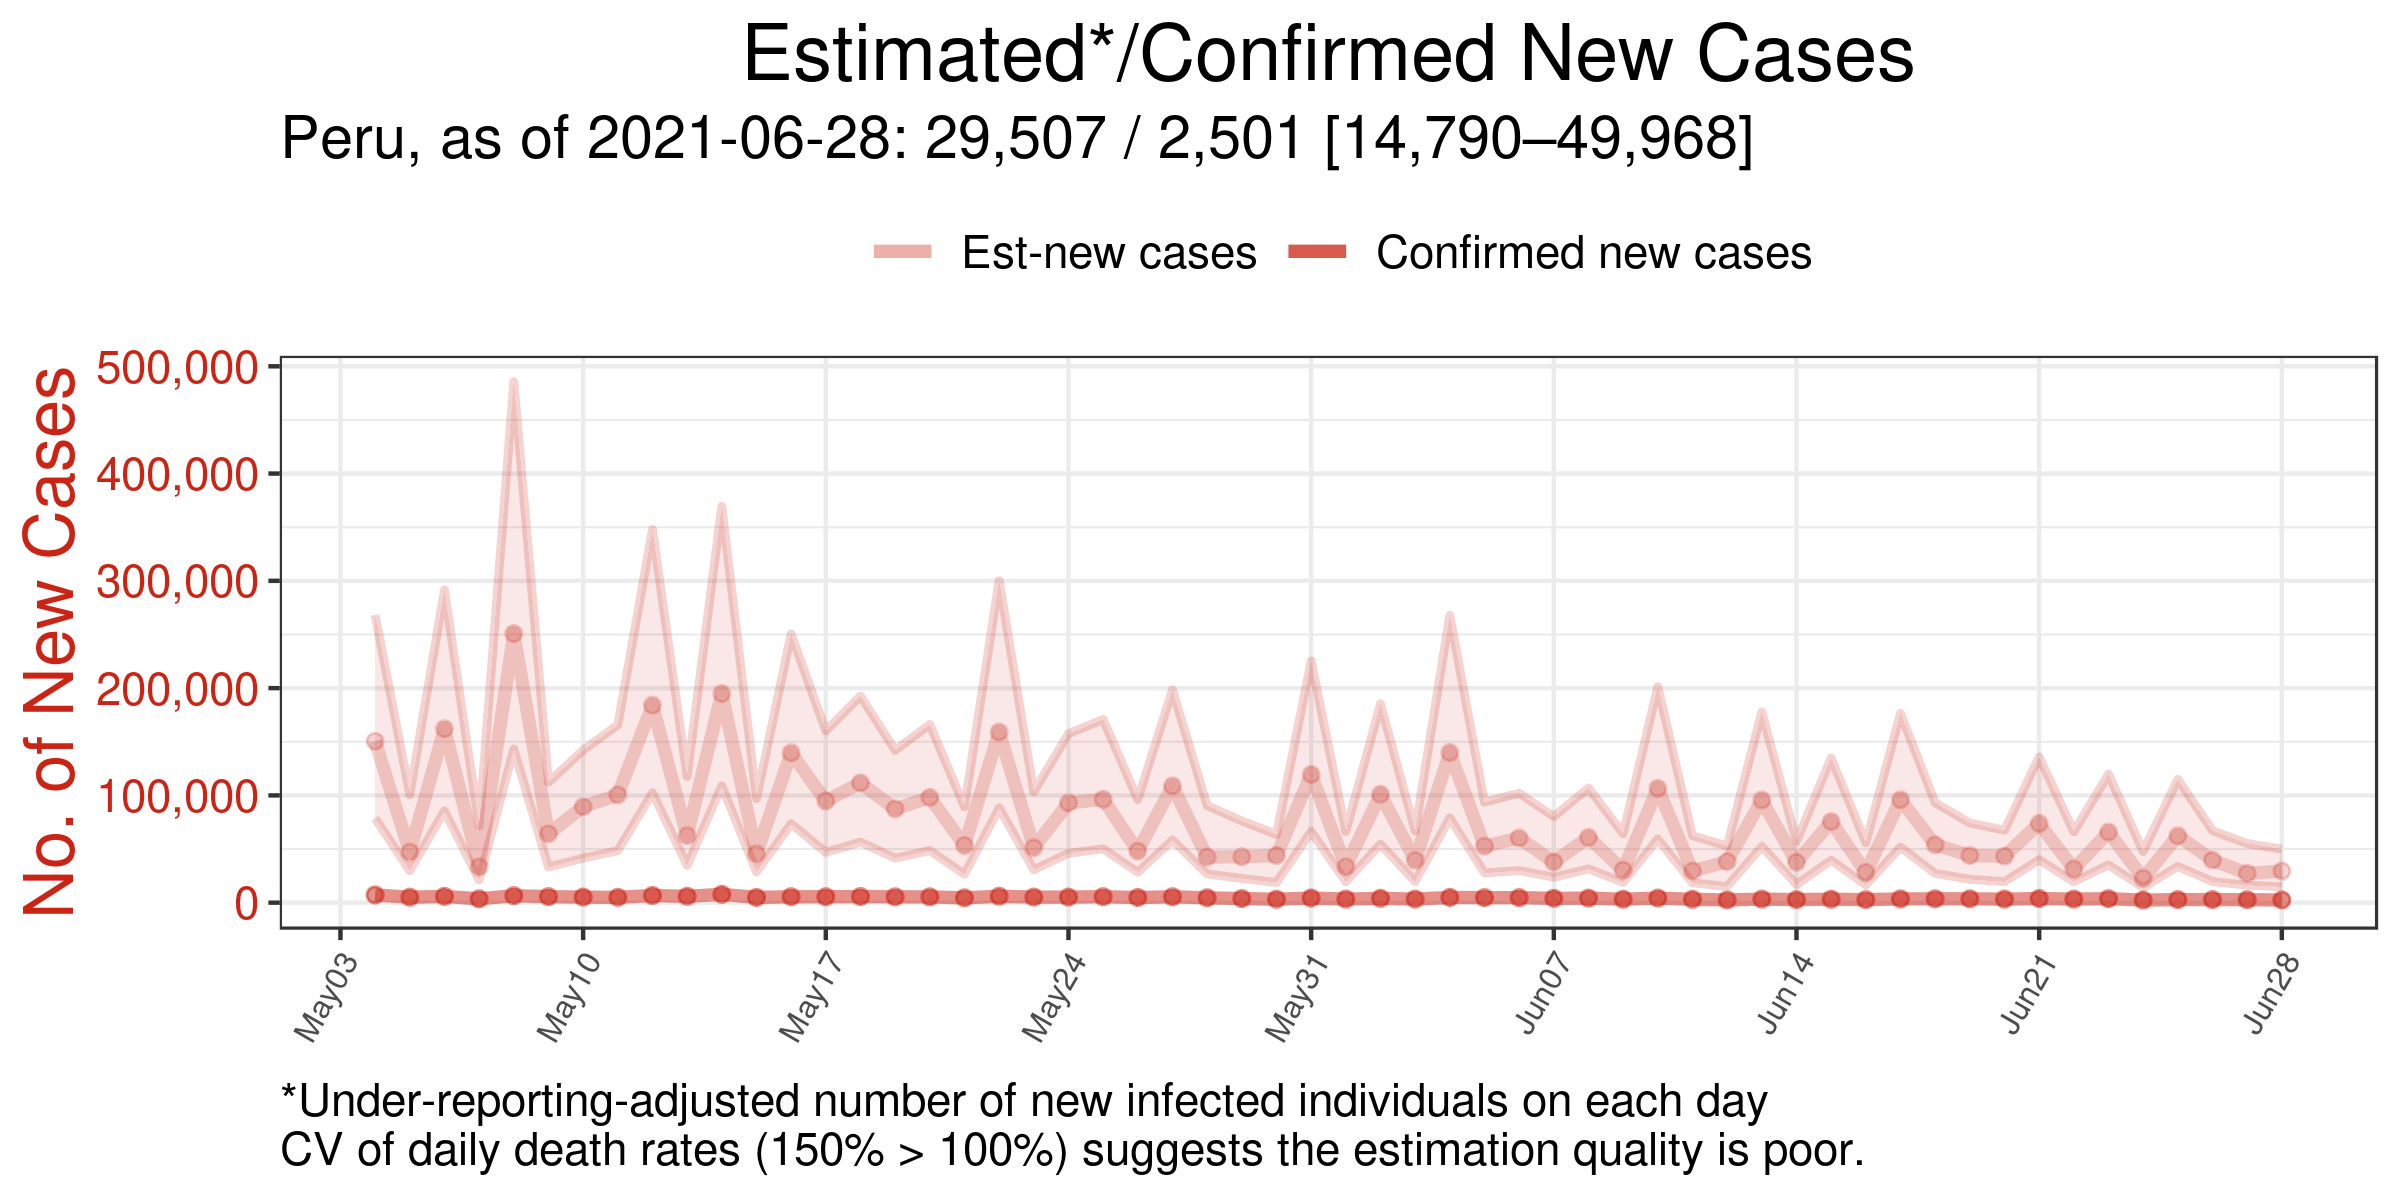 Estimated*/Confirmed New Cases
Peru, as of 2021-06-28: 29,507 / 2,501 [14,790–49,968]
Est-new cases
Confirmed new cases
No. of New Cases
500,000
400,000
300,000
200,000
100,000
0
May03
May10
May17
May24
May31
Jun07
Jun14
Jun21
Jun28
*Under-reporting-adjusted number of new infected individuals on each day
CV of daily death rates (150% > 100%) suggests the estimation quality is poor.